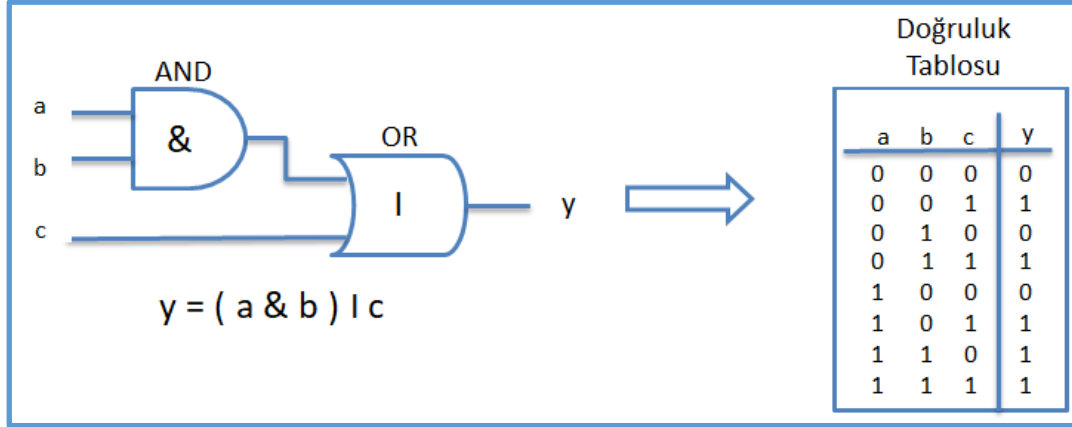 AND
a
&
b
OR
I
y
c
y = ( a & b ) I c
Doğruluk
Tablosu
a b c y
0 0 0 0
0 0 1 1
0 1 0 0
0 1 1 1
1 0 0 0
1 0 1 1
1 1 0 1
1 1 1 1